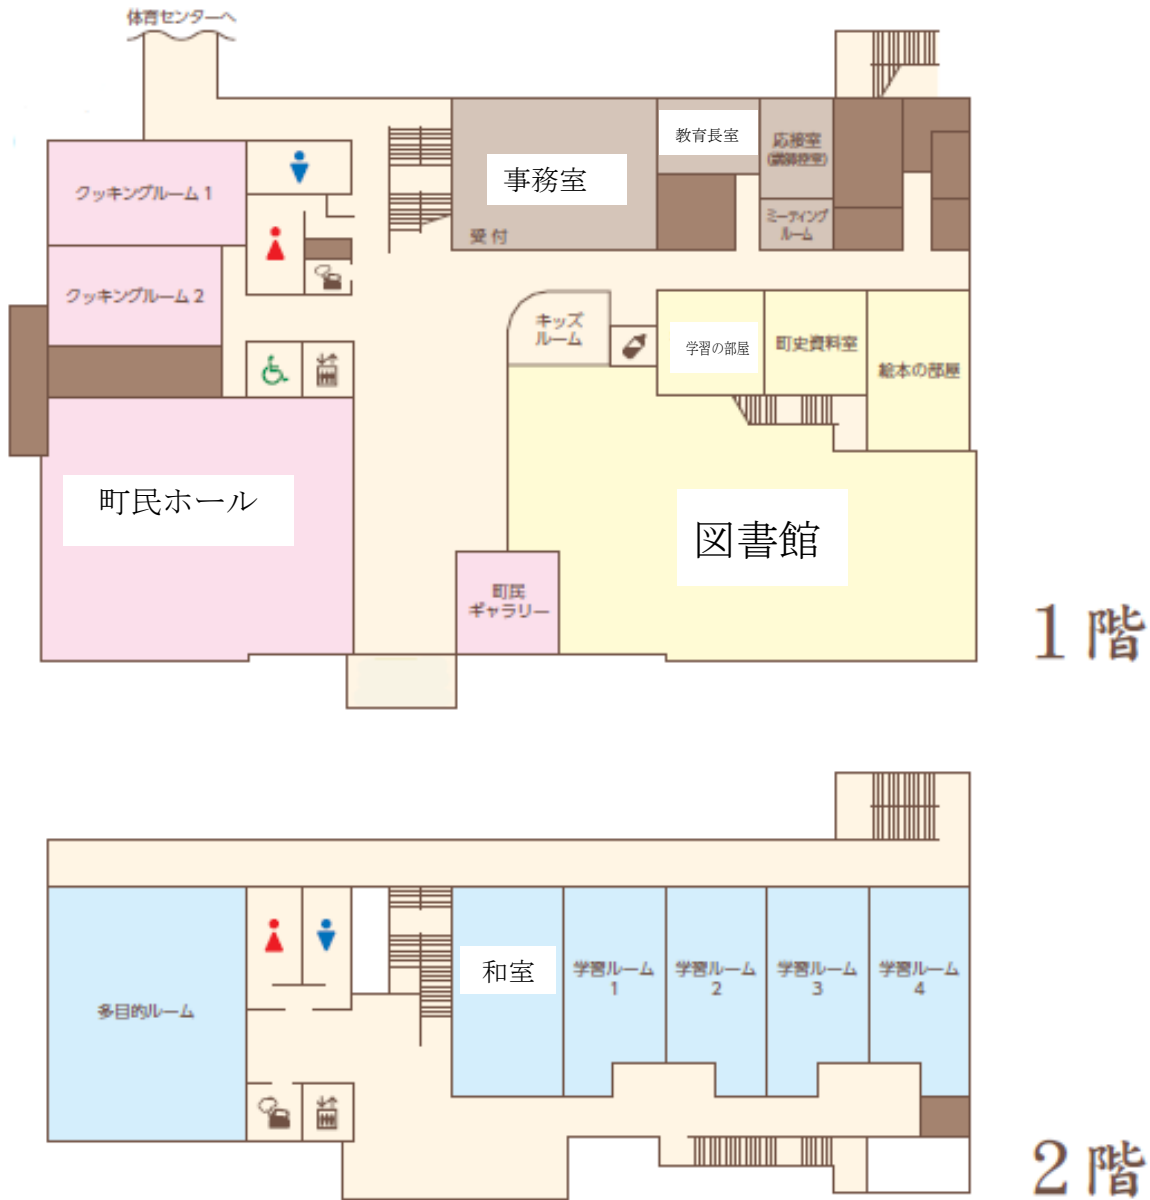 体育センターへ
教育長室
応接室
(講師控室)
クッキングルーム 1
事務室
受付
ミーティング
ルーム
クッキングルーム 2
キッズ
ルーム
学習の部屋
町史資料室
絵本の部屋
町民ホール
図書館
町民
ギャラリー
1 階
和室
学習ルーム
1
学習ルーム
2
学習ルーム
3
学習ルーム
4
多目的ルーム
2 階